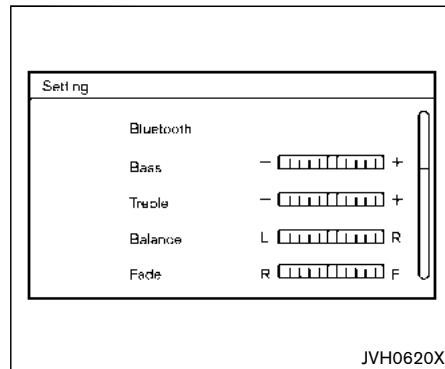 Setting
Bluetooth
Bass - +
Treble - +
Balance L R
Fade R F
JVH0620X